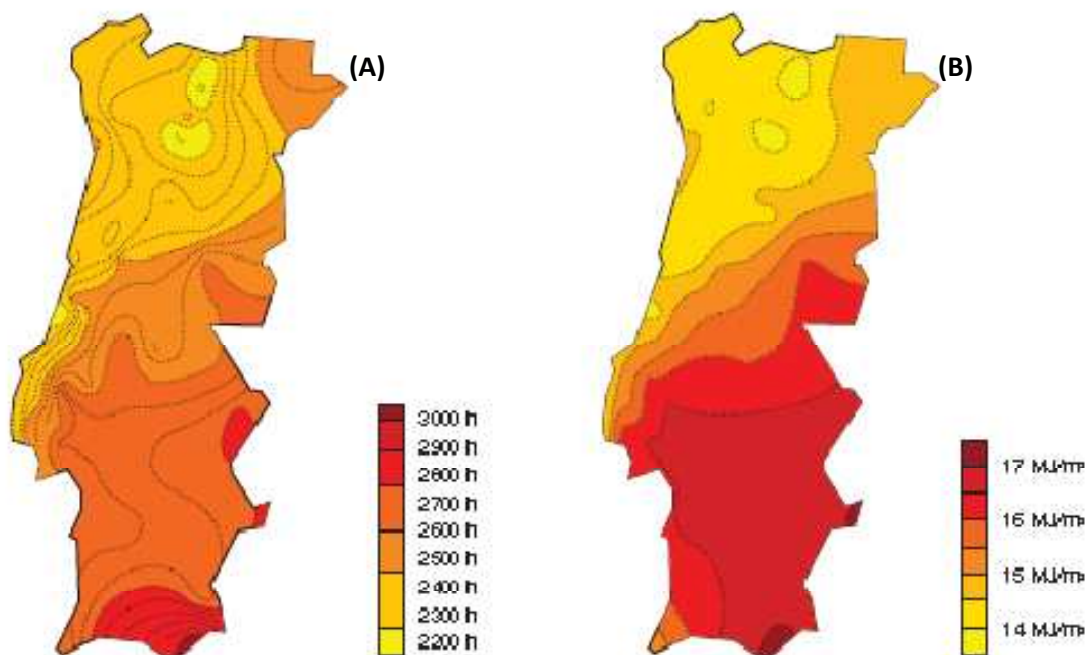 (A)
(B)
3000 h
2900 h
2800 h
2700 h
2600 h
2500 h
2400 h
2300 h
2200 h
17 MJ/m²
16 MJ/m²
15 MJ/m²
14 MJ/m²